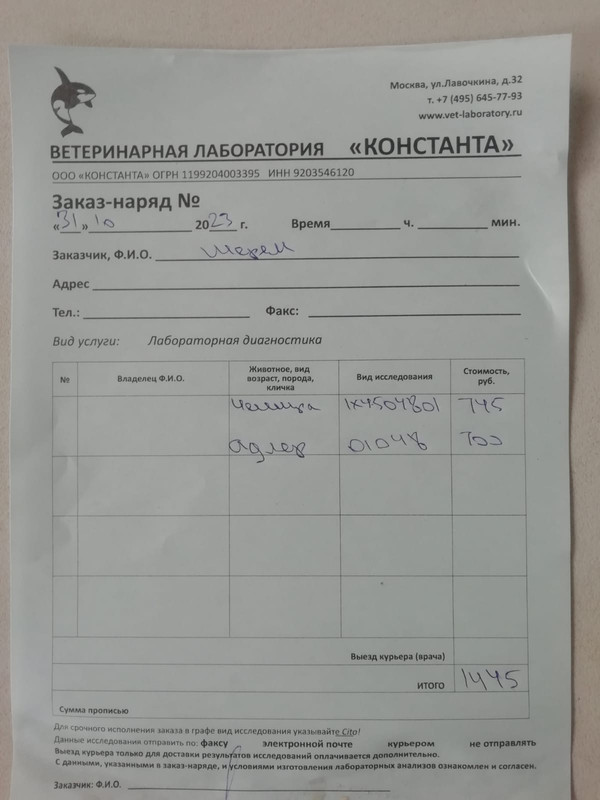 Москва, ул.Лавочкина, д.32
т. +7 (495) 645-77-93
www.vet-laboratory.ru
ВЕТЕРИНАРНАЯ ЛАБОРАТОРИЯ «КОНСТАНТА»
ООО «КОНСТАНТА» ОГРН 1199204003395 ИНН 9203546120
Заказ-наряд №
«31» 10 2023 г. Время ч. мин.
Заказчик, Ф.И.О.
Адрес
Тел.: Факс:
Вид услуги: Лабораторная диагностика
№ Владелец Ф.И.О. Животное, вид возраст, порода, кличка Вид исследования Стоимость, руб.
745
Адлер 01048 700
Выезд курьера (врача)
ИТОГО 1445
Сумма прописью
Для срочного исполнения заказа в графе вид исследования указывайте Cito!
Данные исследования отправить по: факсу электронной почте курьером не отправлять
Выезд курьера только для доставки результатов исследований оплачивается дополнительно.
С данными, указанными в заказ-наряде, и условиями изготовления лабораторных анализов ознакомлен и согласен.
Заказчик: Ф.И.О.